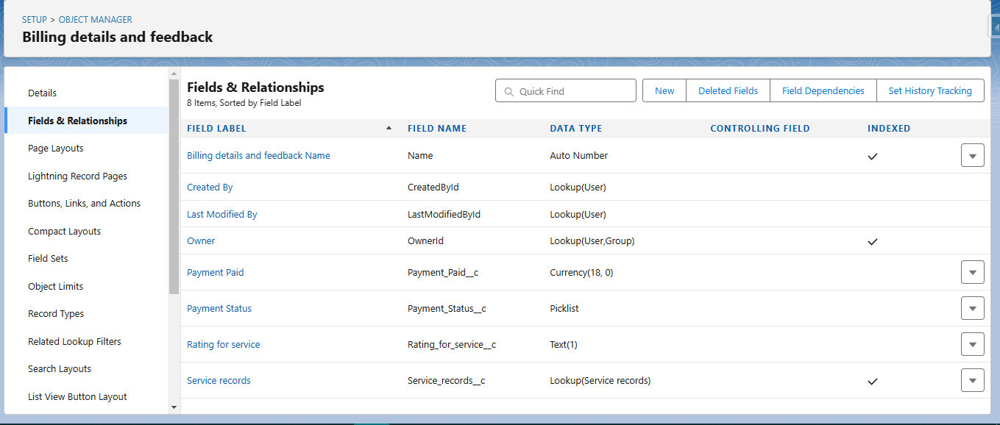 SETUP > OBJECT MANAGER
Billing details and feedback
Details
Fields & Relationships
Page Layouts
Lightning Record Pages
Buttons, Links, and Actions
Compact Layouts
Field Sets
Object Limits
Record Types
Related Lookup Filters
Search Layouts
List View Button Layout
Fields & Relationships
8 Items, Sorted by Field Label
Quick Find
New
Deleted Fields
Field Dependencies
Set History Tracking
FIELD LABEL FIELD NAME DATA TYPE CONTROLLING FIELD INDEXED
Billing details and feedback Name Name Auto Number
Created By CreatedById Lookup(User)
Last Modified By LastModifiedById Lookup(User)
Owner OwnerId Lookup(User,Group)
Payment Paid Payment_Paid__c Currency(18, 0)
Payment Status Payment_Status__c Picklist
Rating for service Rating_for_service__c Text(1)
Service records Service_records__c Lookup(Service records)